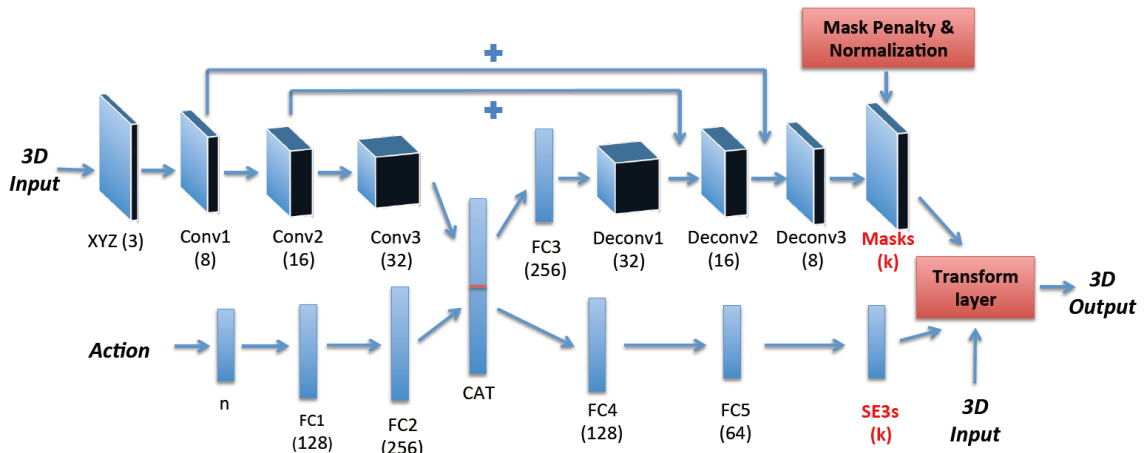 Mask Penalty &
Normalization
+
+
3D
Input
XYZ (3)
Conv1
(8)
Conv2
(16)
Conv3
(32)
FC3
(256)
Deconv1
(32)
Deconv2
(16)
Deconv3
(8)
Masks
(k)
Transform
layer
3D
Output
Action
n
FC1
(128)
FC2
(256)
CAT
FC4
(128)
FC5
(64)
SE3s
(k)
3D
Input